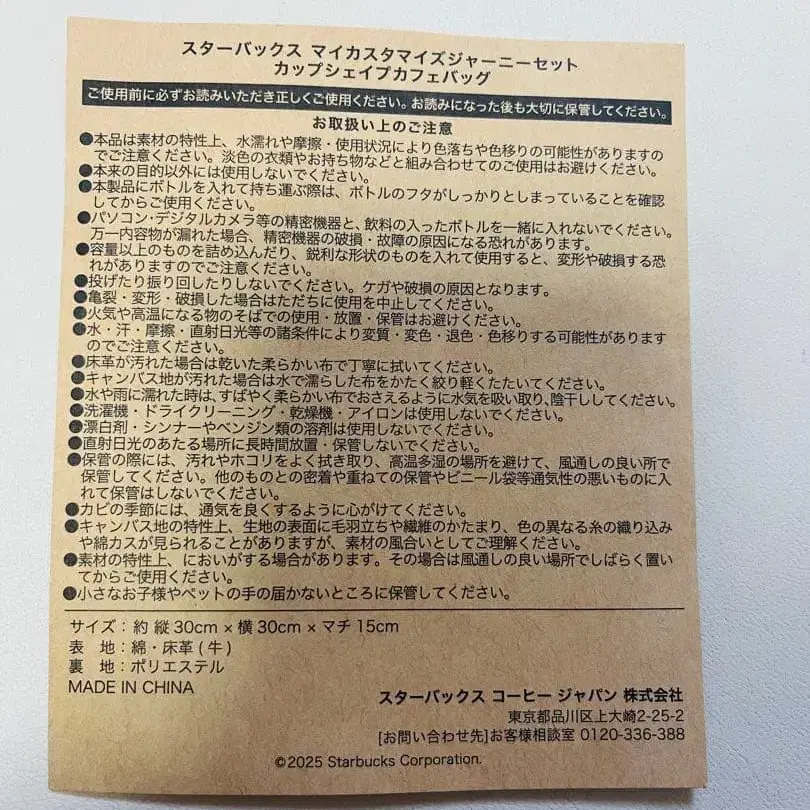 スターバックス マイカスタマイズジャーニーセット
カップシェイプカフェバッグ
ご使用前に必ずお読みいただき正しくご使用ください。お読みになった後も大切に保管してください。
お取扱い上のご注意
●本品は素材の特性上、水濡れや摩擦・使用状況により色落ちや色移りの可能性がありますの
でご注意ください。淡色の衣類やお持ち物などと組み合わせてのご使用はお避けください。
●本来の目的以外には使用しないでください。
●本製品にボトルを入れて持ち運ぶ際は、ボトルのフタがしっかりとしまっていることを確認
してからご使用ください。
●パソコン・デジタルカメラ等の精密機器と、飲料の入ったボトルを一緒に入れないでください。
万一内容物が漏れた場合、精密機器の破損・故障の原因になる恐れがあります。
●容量以上のものを詰め込んだり、鋭利な形状のものを入れて使用すると、変形や破損する恐
れがありますのでご注意ください。
●投げたり振り回したりしないでください。ケガや破損の原因となります。
●亀裂・変形・破損した場合はただちに使用を中止してください。
●火気や高温になる物のそばでの使用・放置・保管はお避けください。
●水・汗・摩擦・直射日光等の諸条件により変質・変色・退色・色移りする可能性があります
のでご注意ください。
●床革が汚れた場合は乾いた柔らかい布で丁寧に拭いてください。
●キャンバス地が汚れた場合は水で濡らした布をかたく絞り軽くたたいてください。
●水や雨に濡れた時は、すばやく柔らかい布でおさえるように水気を吸い取り、陰干ししてください。
●洗濯機・ドライクリーニング・乾燥機・アイロンは使用しないでください。
●漂白剤・シンナーやベンジン類の溶剤は使用しないでください。
●直射日光のあたる場所に長時間放置・保管しないでください。
●保管の際には、汚れやホコリをよく拭き取り、高温多湿の場所を避けて、風通しの良い所で
保管してください。他のものとの密着や重ねての保管やビニール袋等通気性の悪いものに入
れて保管はしないでください。
●カビの季節には、通気を良くするように心がけてください。
●キャンバス地の特性上、生地の表面に毛羽立ちや繊維のかたまり、色の異なる糸の織り込み
や綿カスが見られることがありますが、素材の風合いとしてご理解ください。
●素材の特性上、においがする場合があります。その場合は風通しの良い場所でしばらく置い
てからご使用ください。
●小さなお子様やペットの手の届かないところに保管してください。
サイズ：約 縦30cm×横30cm×マチ15cm
表 地：綿・床革(牛)
裏 地：ポリエステル
MADE IN CHINA
スターバックス コーヒー ジャパン 株式会社
東京都品川区上大崎2-25-2
[お問い合わせ先]お客様相談室 0120-336-388
©2025 Starbucks Corporation.